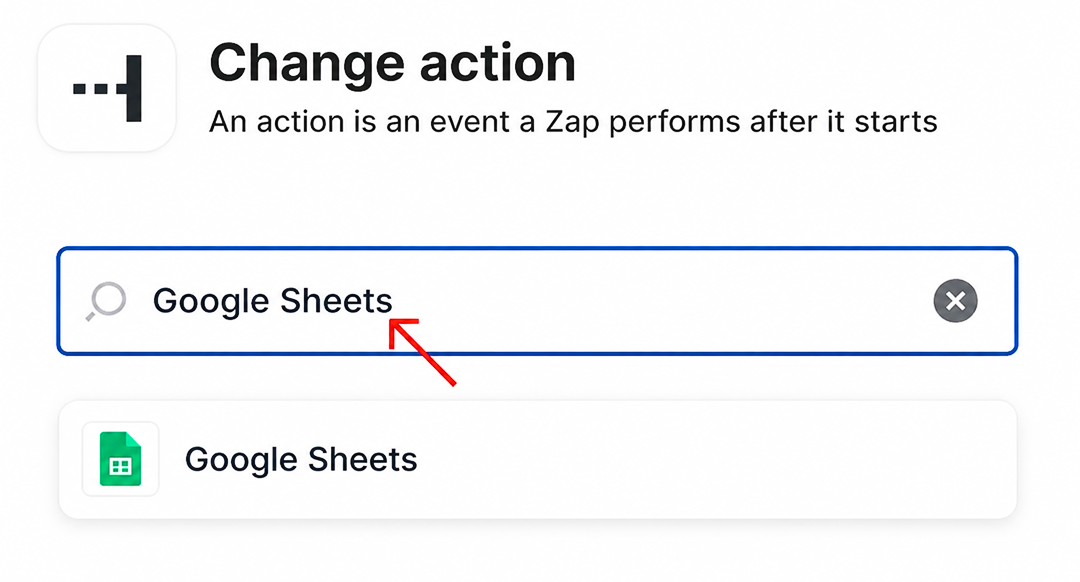 Change action
An action is an event a Zap performs after it starts
Google Sheets
Google Sheets